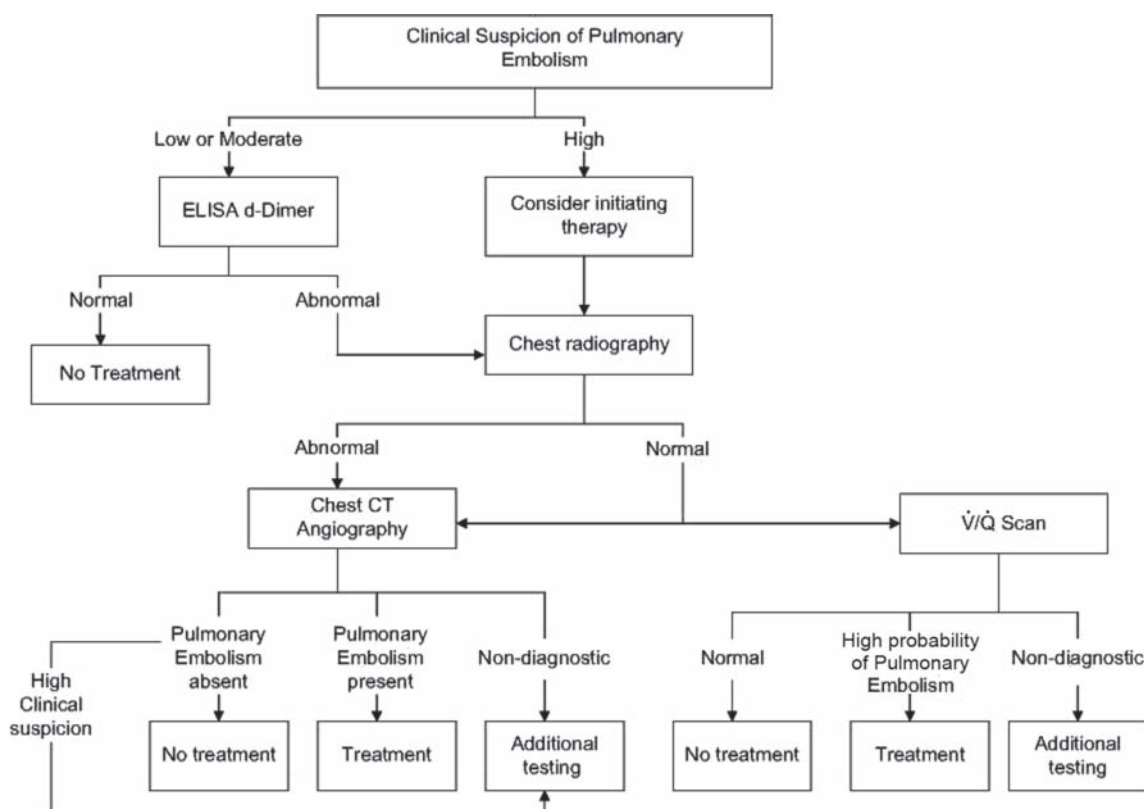 Clinical Suspicion of Pulmonary
Embolism
Low or Moderate
High
ELISA d-Dimer
Consider initiating
therapy
Normal
Abnormal
No Treatment
Chest radiography
Abnormal
Normal
Chest CT
Angiography
V̇/Q̇ Scan
High
Clinical
suspicion
Pulmonary
Embolism
absent
Pulmonary
Embolism
present
Non-diagnostic
Normal
High probability
of Pulmonary
Embolism
Non-diagnostic
No treatment
Treatment
Additional
testing
No treatment
Treatment
Additional
testing